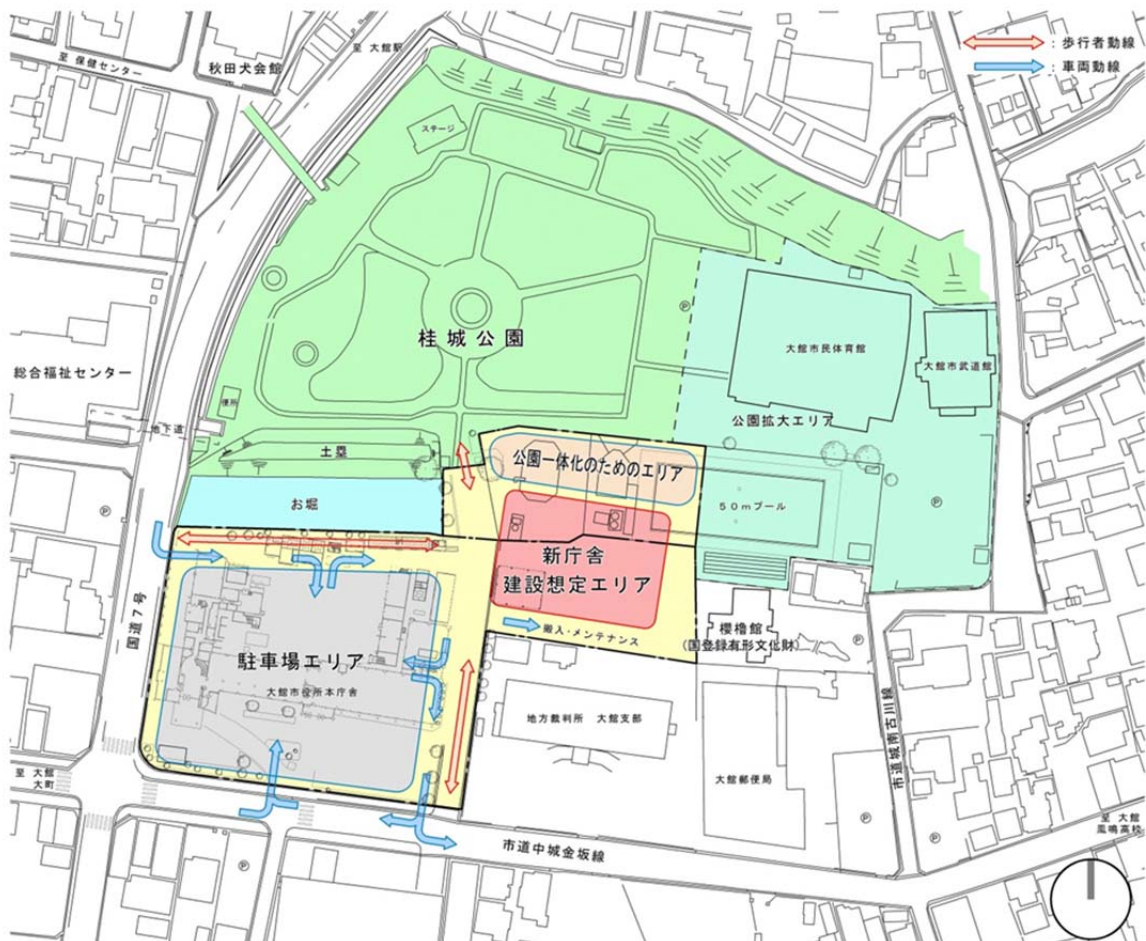 至 大館駅
:歩行者動線
至 保健センター
秋田犬会館
:車両動線
ステージ
Ⓟ
桂城公園
大館市民体育館
総合福祉センター
大館市武道館
便所
地下道
公園拡大エリア
土塁
公園一体化のためのエリア
お堀
Ⓟ
50mプール
Ⓟ
新庁舎
建設想定エリア
国道7号
搬入・メンテナンス
櫻櫓館
(国登録有形文化財)
Ⓟ
駐車場エリア
大館市役所本庁舎
地方裁判所 大館支部
市道城南古川線
至 大館
大町
大館郵便局
Ⓟ
Ⓟ
至 大館
鳳鳴高校
市道中城金坂線
Ⓟ